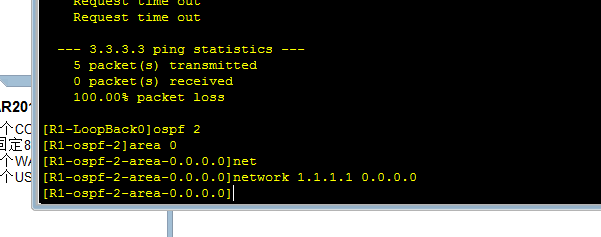 Request time out
Request time out
--- 3.3.3.3 ping statistics ---
5 packet(s) transmitted
0 packet(s) received
100.00% packet loss
[R1-LoopBack0]ospf 2
[R1-ospf-2]area 0
[R1-ospf-2-area-0.0.0.0]net
[R1-ospf-2-area-0.0.0.0]network 1.1.1.1 0.0.0.0
[R1-ospf-2-area-0.0.0.0]
AR201
个CO
固定8
个WA
个US